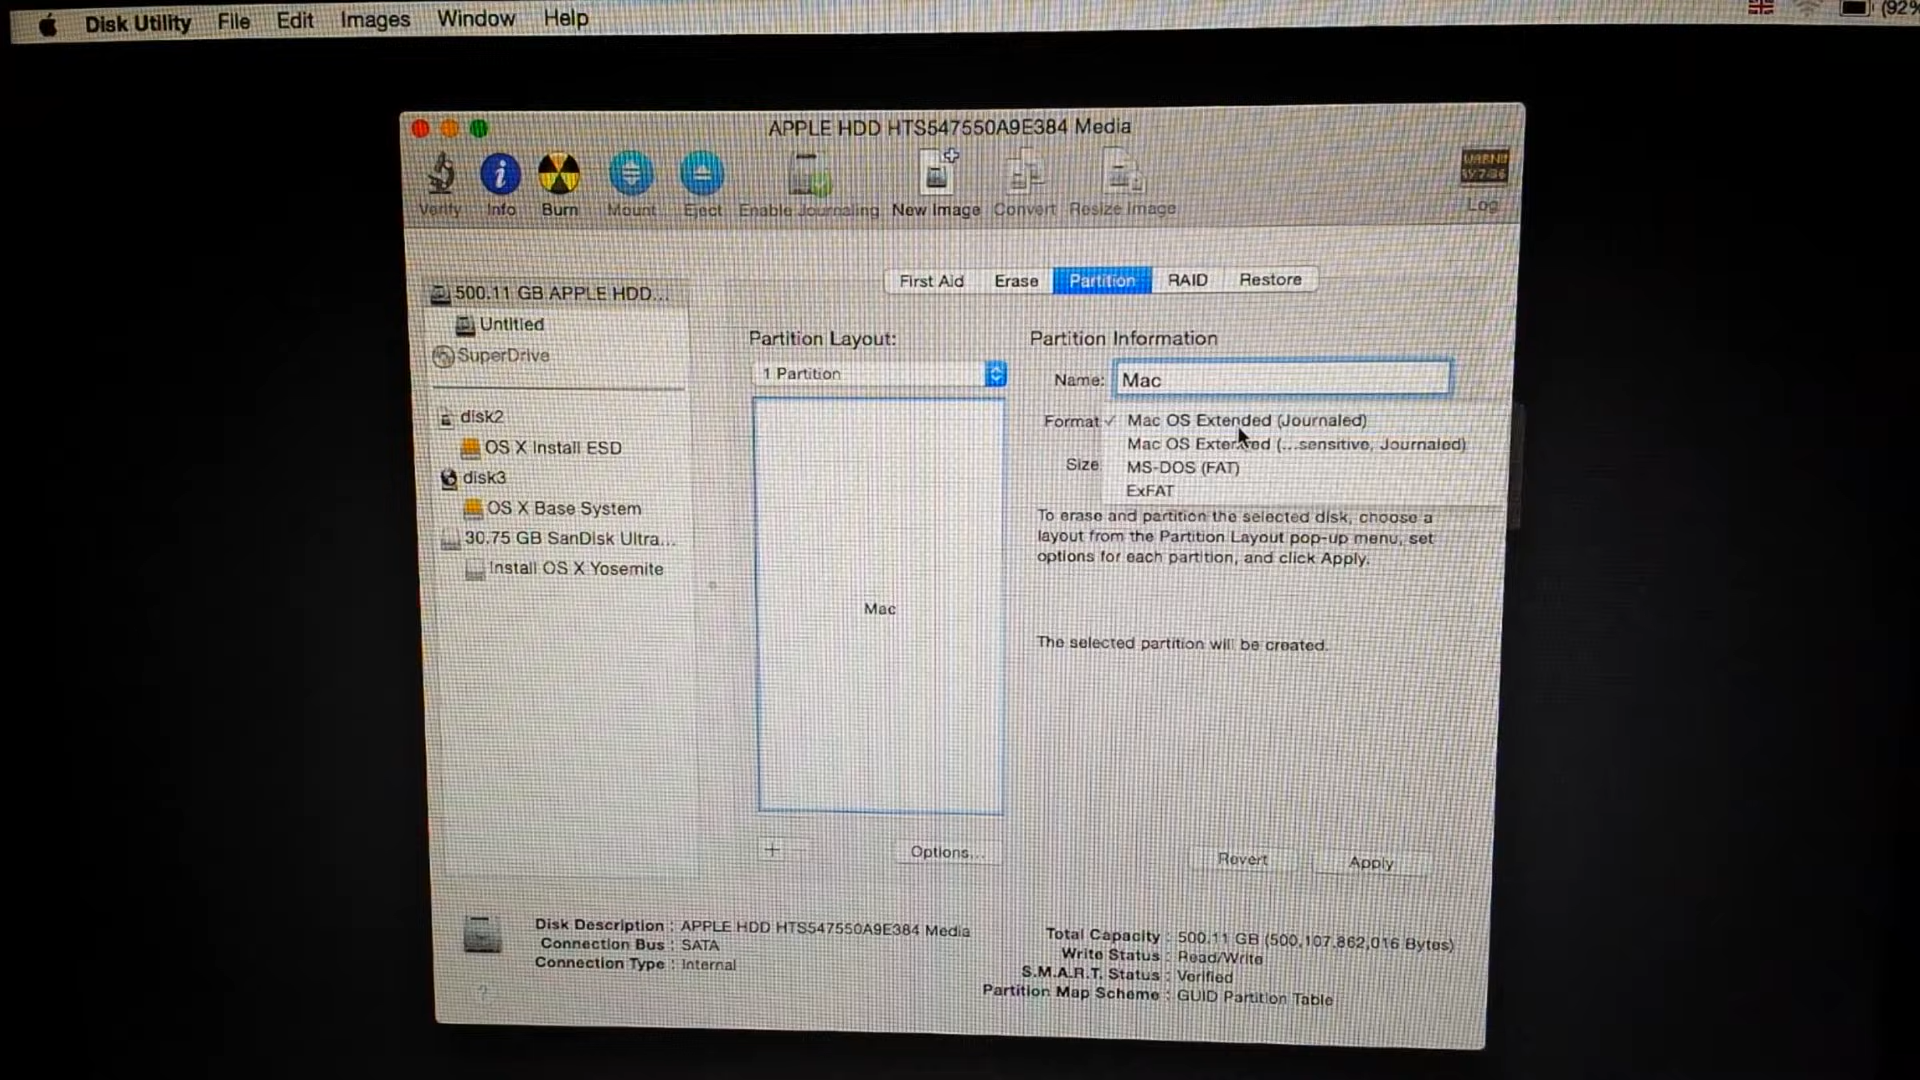 Disk Utility File Edit Images Window Help
(92%
APPLE HDD HTS547550A9E384 Media
Verify Info Burn Mount Eject Enable Journaling New Image Convert Resize Image Log
First Aid Erase Partition RAID Restore
500.11 GB APPLE HDD...
Untitled
SuperDrive
disk2
OS X Install ESD
disk3
OS X Base System
30.75 GB SanDisk Ultra...
Install OS X Yosemite
Partition Layout:
1 Partition
Mac
+ −
Options...
Partition Information
Name: Mac
Format ✓ Mac OS Extended (Journaled)
Mac OS Extended (...sensitive, Journaled)
MS-DOS (FAT)
ExFAT
Size
To erase and partition the selected disk, choose a
layout from the Partition Layout pop-up menu, set
options for each partition, and click Apply.
The selected partition will be created.
Revert Apply
Disk Description : APPLE HDD HTS547550A9E384 Media
Connection Bus : SATA
Connection Type : Internal
Total Capacity : 500.11 GB (500,107,862,016 Bytes)
Write Status : Read/Write
S.M.A.R.T. Status : Verified
Partition Map Scheme : GUID Partition Table
?